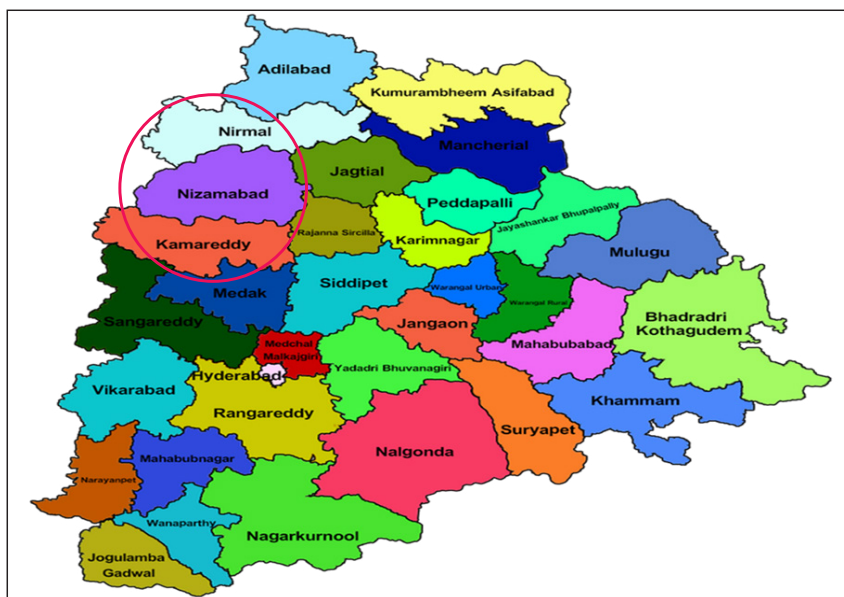 Adilabad
Kumurambheem Asifabad
Nirmal
Mancherial
Jagtial
Nizamabad
Peddapalli
Jayashankar Bhupalpally
Rajanna Sircilla
Kamareddy
Karimnagar
Mulugu
Siddipet
Warangal Urban
Medak
Warangal Rural
Bhadradri
Kothagudem
Sangareddy
Jangaon
Mahabubabad
Medchal
Malkajgiri
Yadadri Bhuvanagiri
Hyderabad
Vikarabad
Khammam
Rangareddy
Suryapet
Nalgonda
Mahabubnagar
Narayanpet
Wanaparthy
Nagarkurnool
Jogulamba
Gadwal